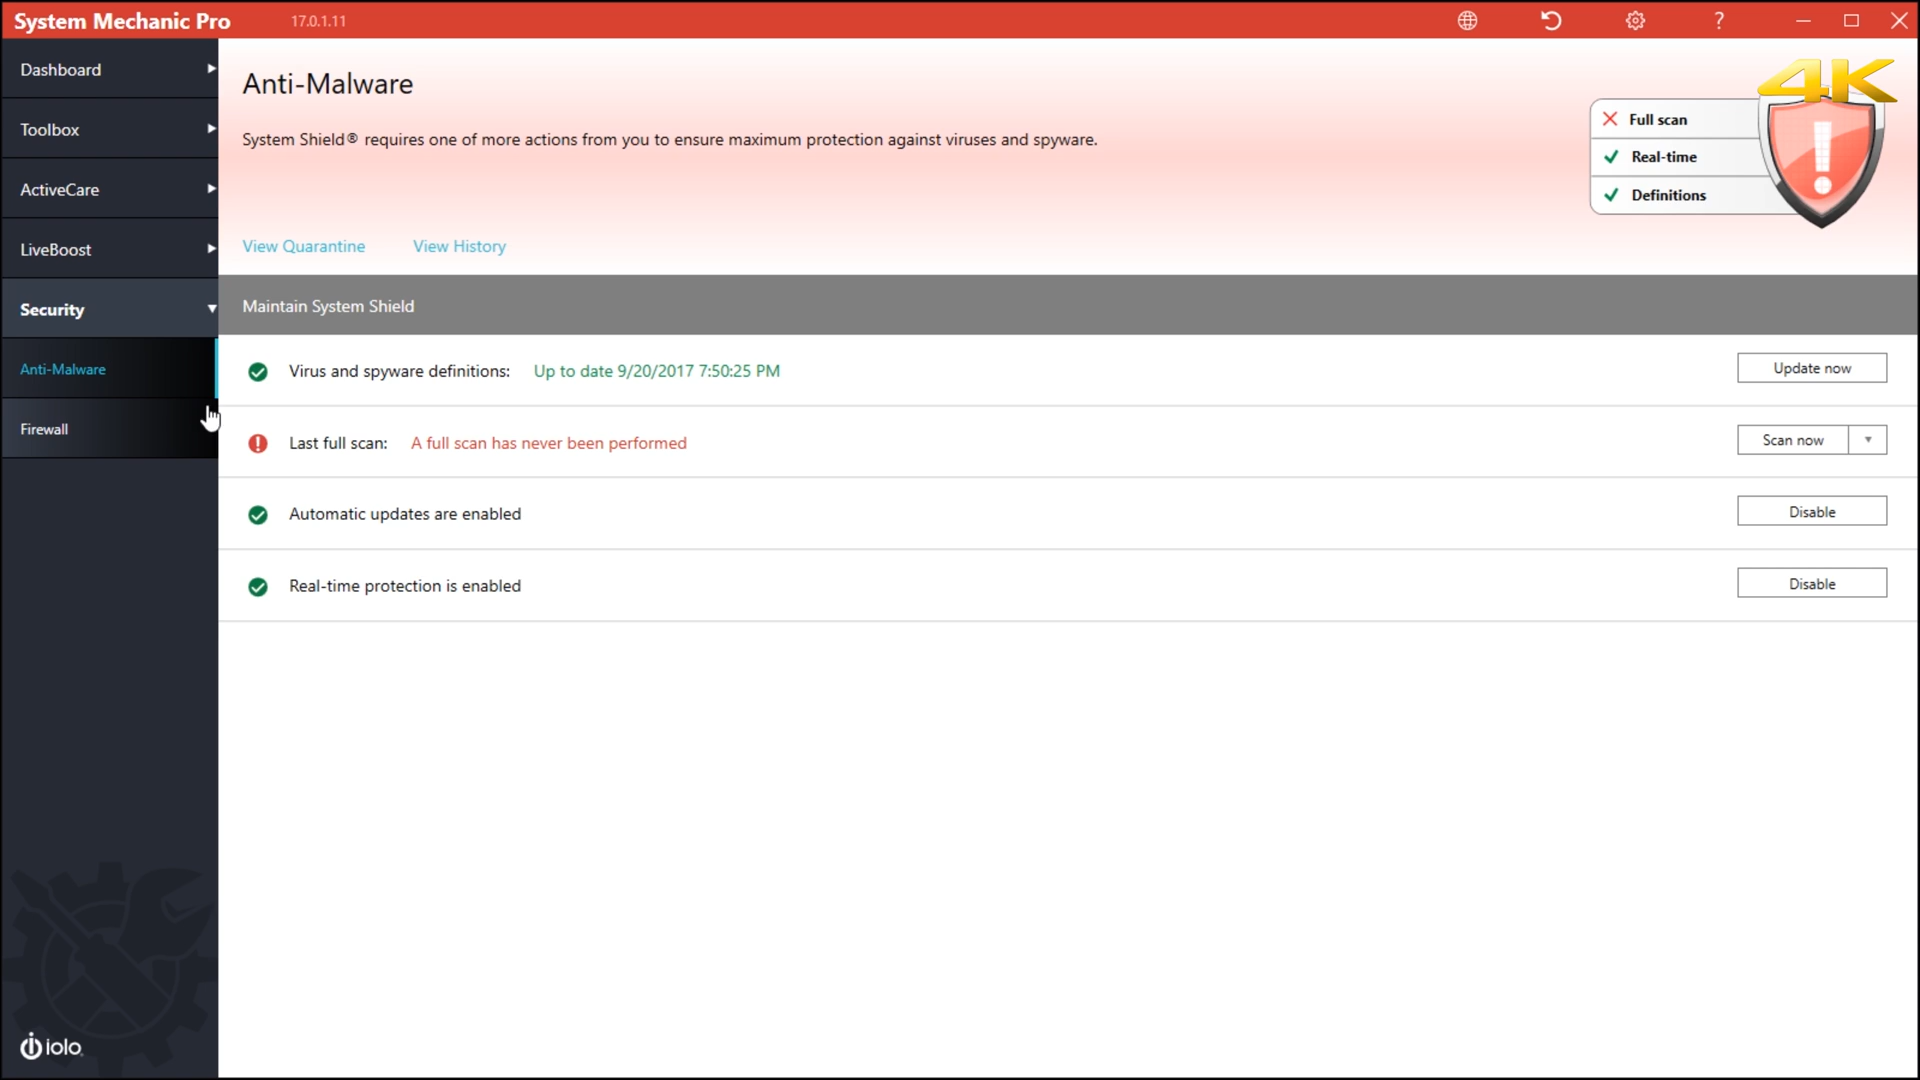 System Mechanic Pro 17.0.1.11 ?
Dashboard
Toolbox
ActiveCare
LiveBoost
Security
Anti-Malware
Firewall
iolo
Anti-Malware
System Shield® requires one of more actions from you to ensure maximum protection against viruses and spyware.
4K
Full scan
Real-time
Definitions
View Quarantine View History
Maintain System Shield
Virus and spyware definitions: Up to date 9/20/2017 7:50:25 PM Update now
Last full scan: A full scan has never been performed Scan now
Automatic updates are enabled Disable
Real-time protection is enabled Disable